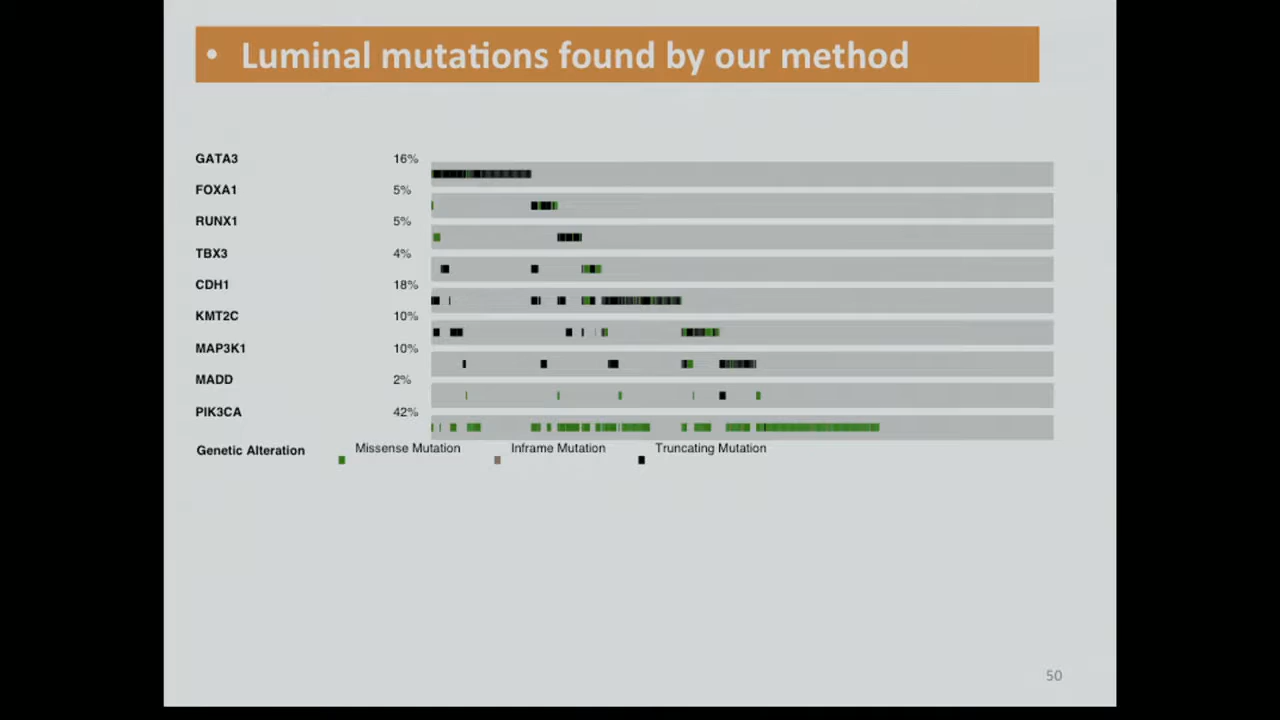 • Luminal mutations found by our method
GATA3 16%
FOXA1 5%
RUNX1 5%
TBX3 4%
CDH1 18%
KMT2C 10%
MAP3K1 10%
MADD 2%
PIK3CA 42%
Genetic Alteration Missense Mutation Inframe Mutation Truncating Mutation
50